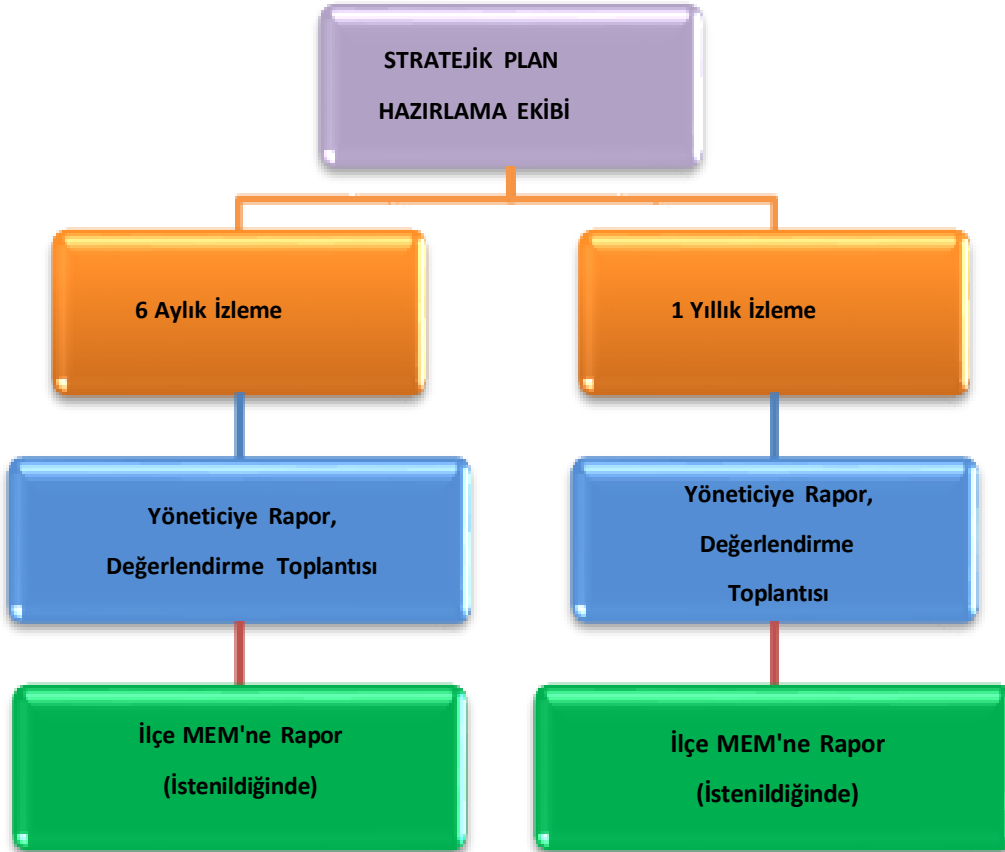 STRATEJİK PLAN
HAZIRLAMA EKİBİ
6 Aylık İzleme
1 Yıllık İzleme
Yöneticiye Rapor,
Değerlendirme Toplantısı
Yöneticiye Rapor,
Değerlendirme
Toplantısı
İlçe MEM'ne Rapor
(İstenildiğinde)
İlçe MEM'ne Rapor
(İstenildiğinde)